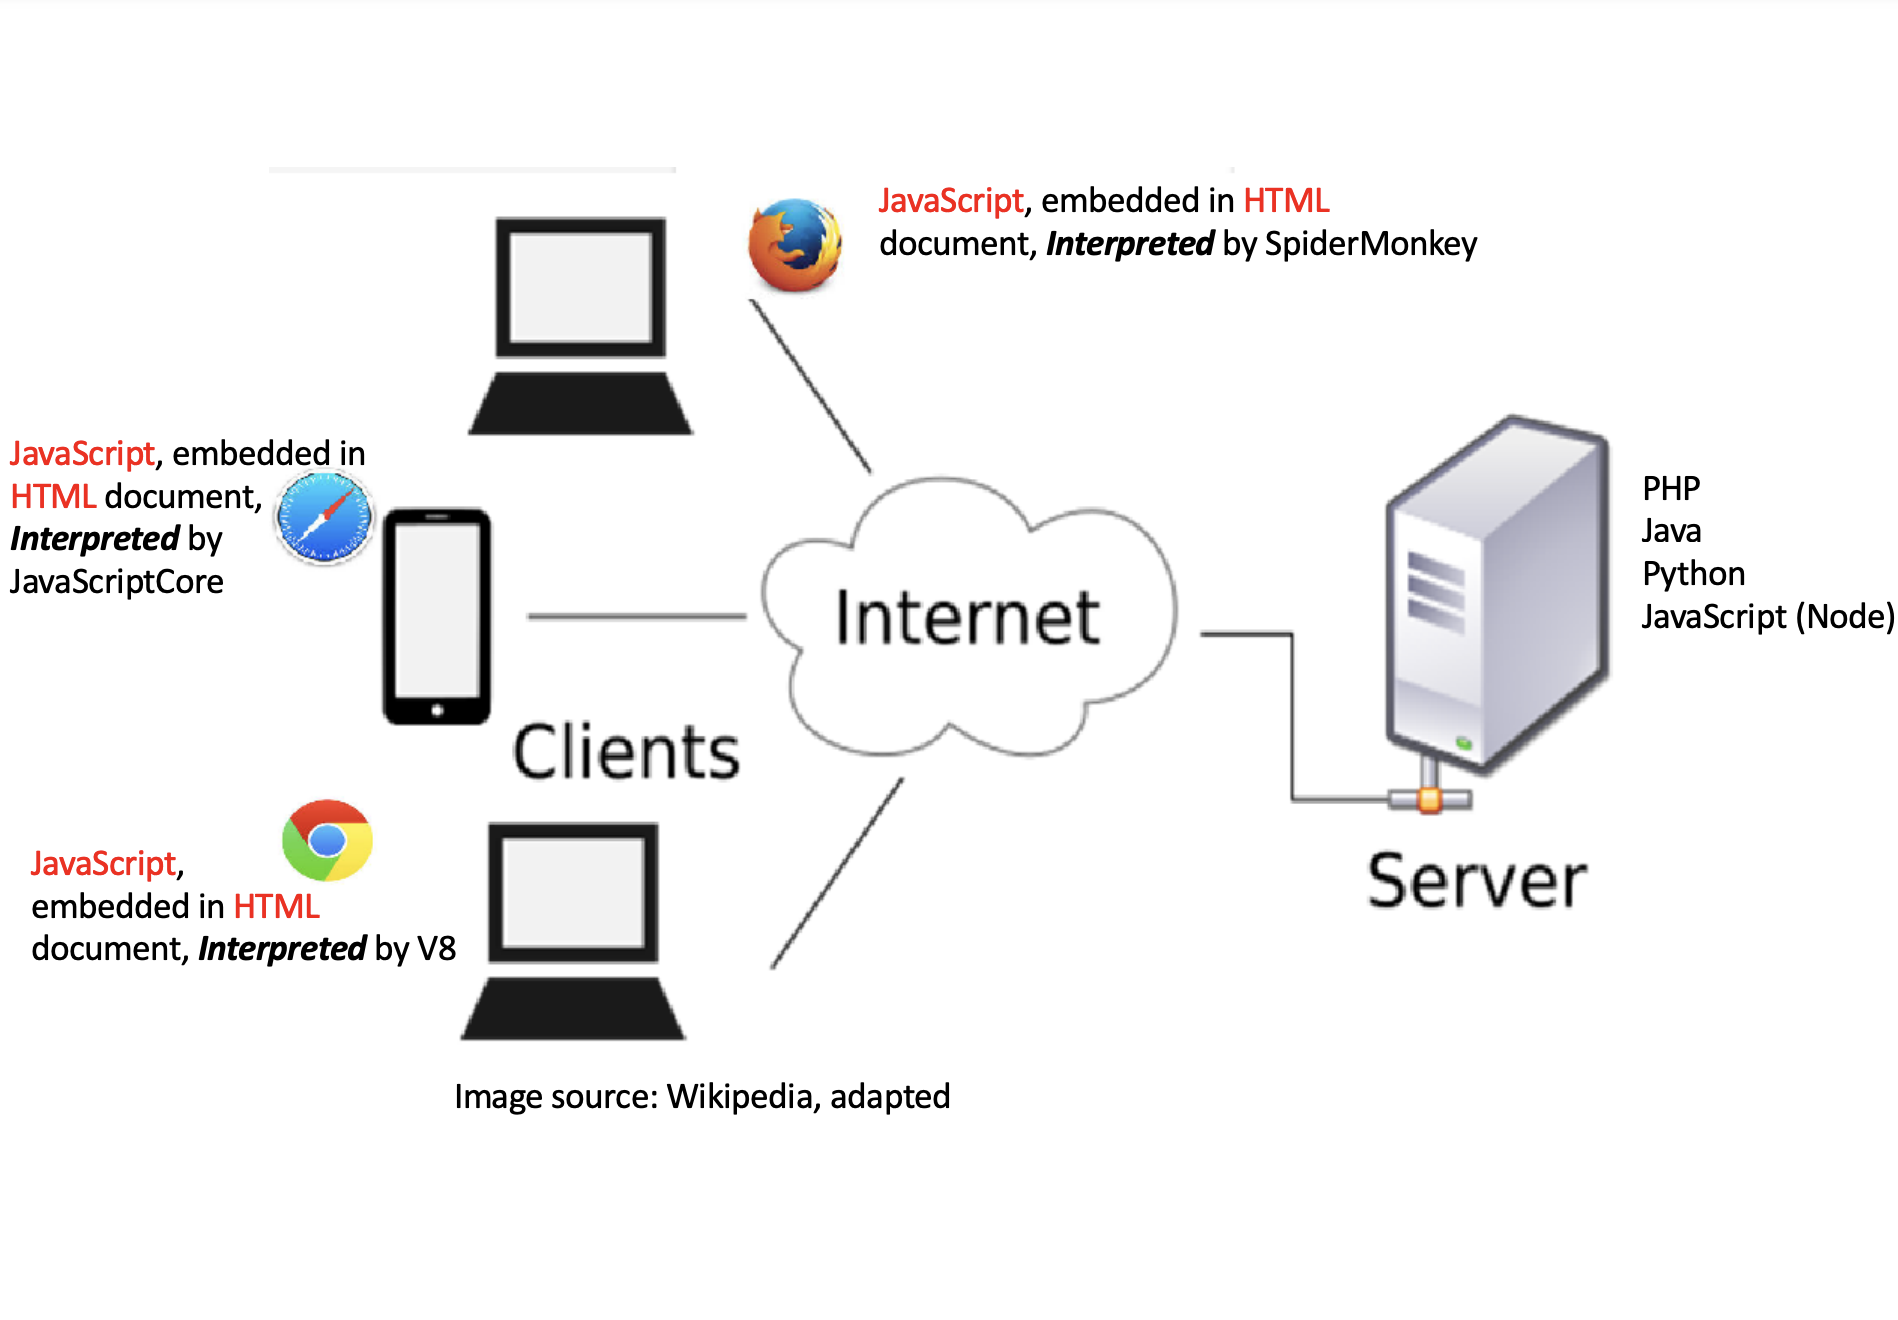 JavaScript, embedded in HTML
document, Interpreted by SpiderMonkey
JavaScript, embedded in
HTML document,
Interpreted by
JavaScriptCore
Internet
PHP
Java
Python
JavaScript (Node)
Clients
JavaScript,
embedded in HTML
document, Interpreted by V8
Server
Image source: Wikipedia, adapted